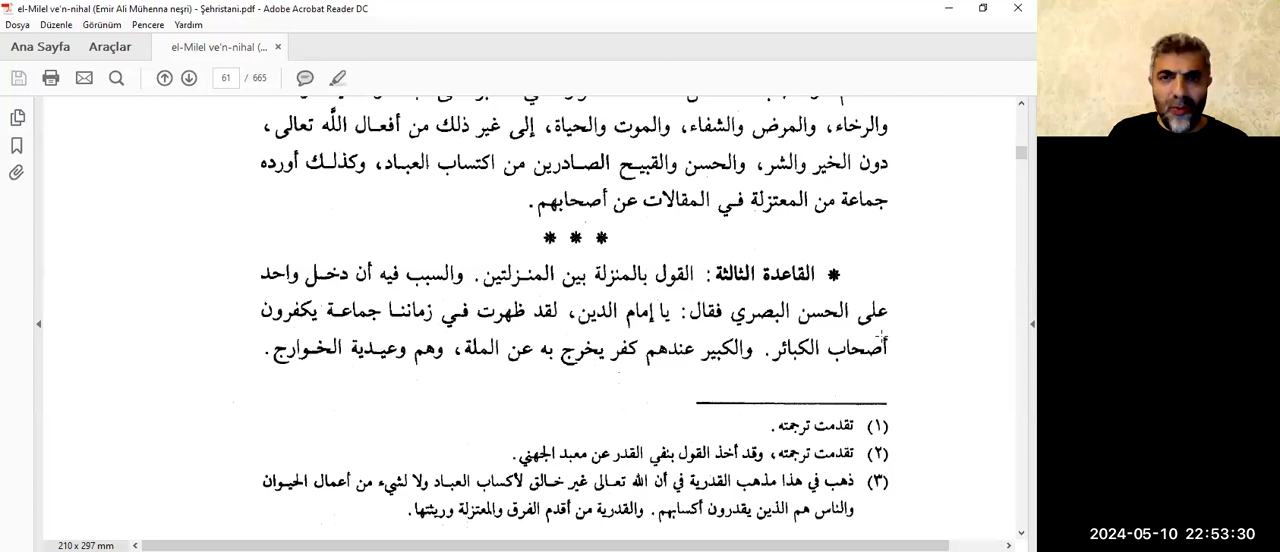 el-Milel ve'n-nihal (Emir Ali Mühenna neşri) - Şehristani.pdf - Adobe Acrobat Reader DC
Dosya Düzenle Görünüm Pencere Yardım
Ana Sayfa Araçlar el-Milel ve'n-nihal (... ×
61 / 665
والرخاء، والمرض والشفاء، والموت والحياة، إلى غير ذلك من أفعال اللَّه تعالى،
دون الخير والشر، والحسن والقبيح الصادرين من اكتساب العباد، وكذلك أورده
جماعة من المعتزلة في المقالات عن أصحابهم.
* * *
* القاعدة الثالثة: القول بالمنزلة بين المنزلتين. والسبب فيه أن دخل واحد
على الحسن البصري فقال: يا إمام الدين، لقد ظهرت في زماننا جماعة يكفرون
أصحاب الكبائر. والكبير عندهم كفر يخرج به عن الملة، وهم وعيدية الخوارج.
(١) تقدمت ترجمته.
(٢) تقدمت ترجمته، وقد أخذ القول بنفي القدر عن معبد الجهني.
(٣) ذهب في هذا مذهب القدرية في أن الله تعالى غير خالق لأكساب العباد ولا لشيء من أعمال الحيوان
والناس هم الذين يقدرون أكسابهم. والقدرية من أقدم الفرق والمعتزلة وريثتها.
210 x 297 mm
2024-05-10 22:53:30